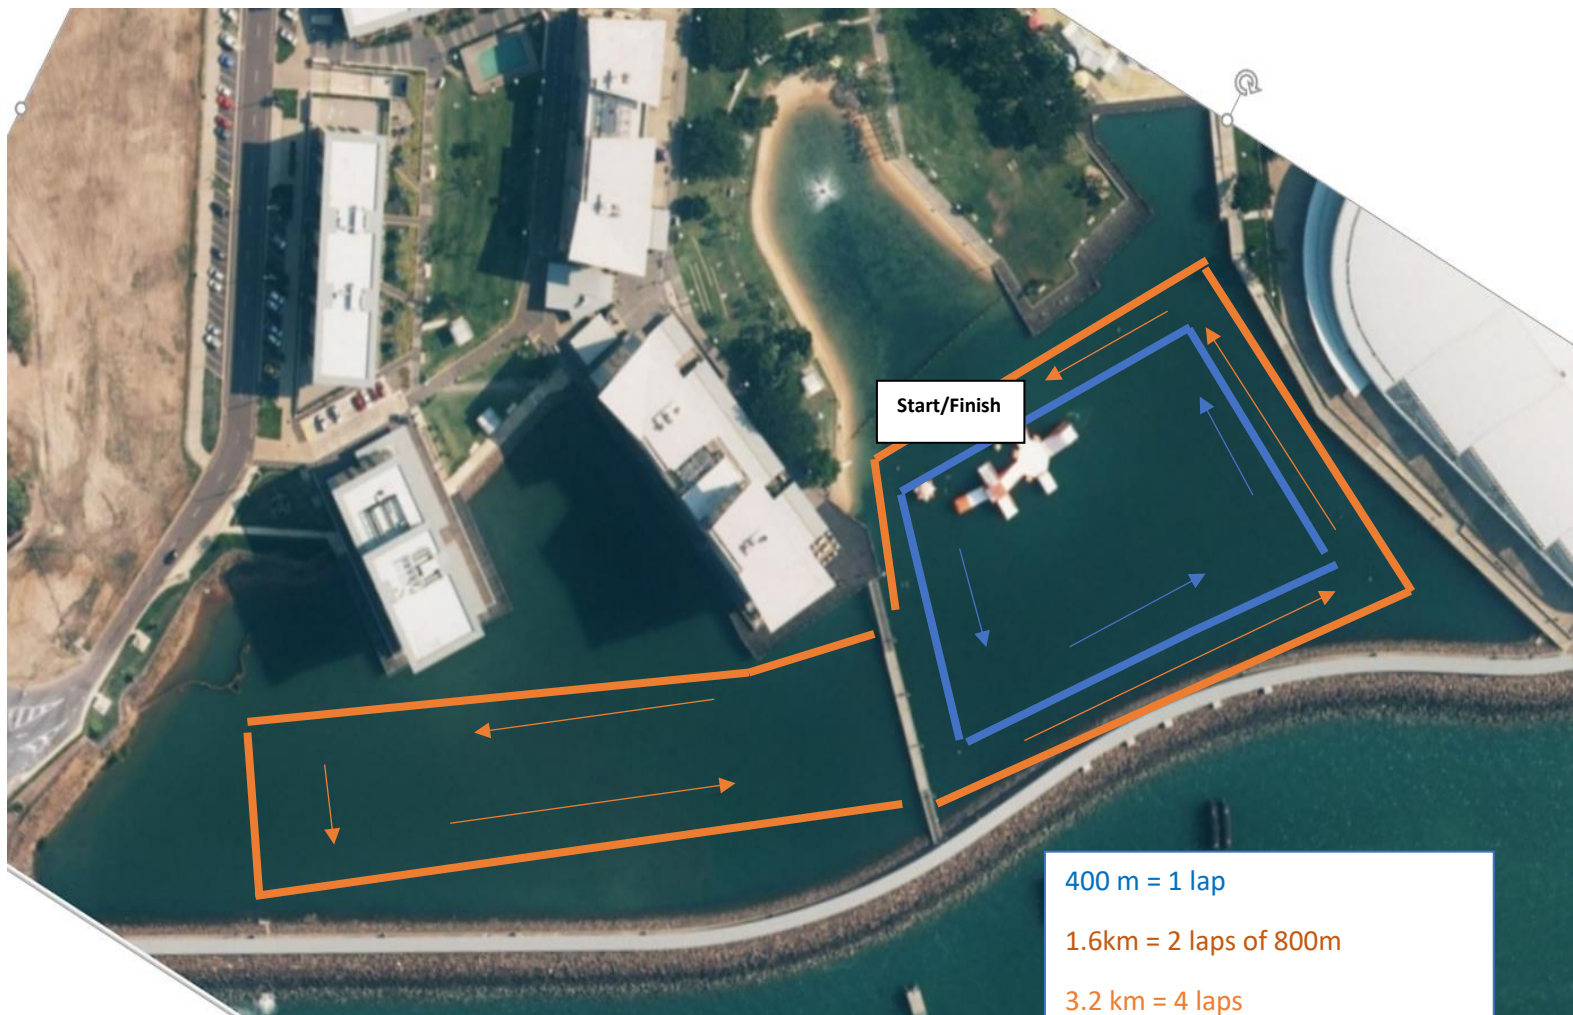 Start/Finish
400 m = 1 lap
1.6km = 2 laps of 800m
3.2 km = 4 laps